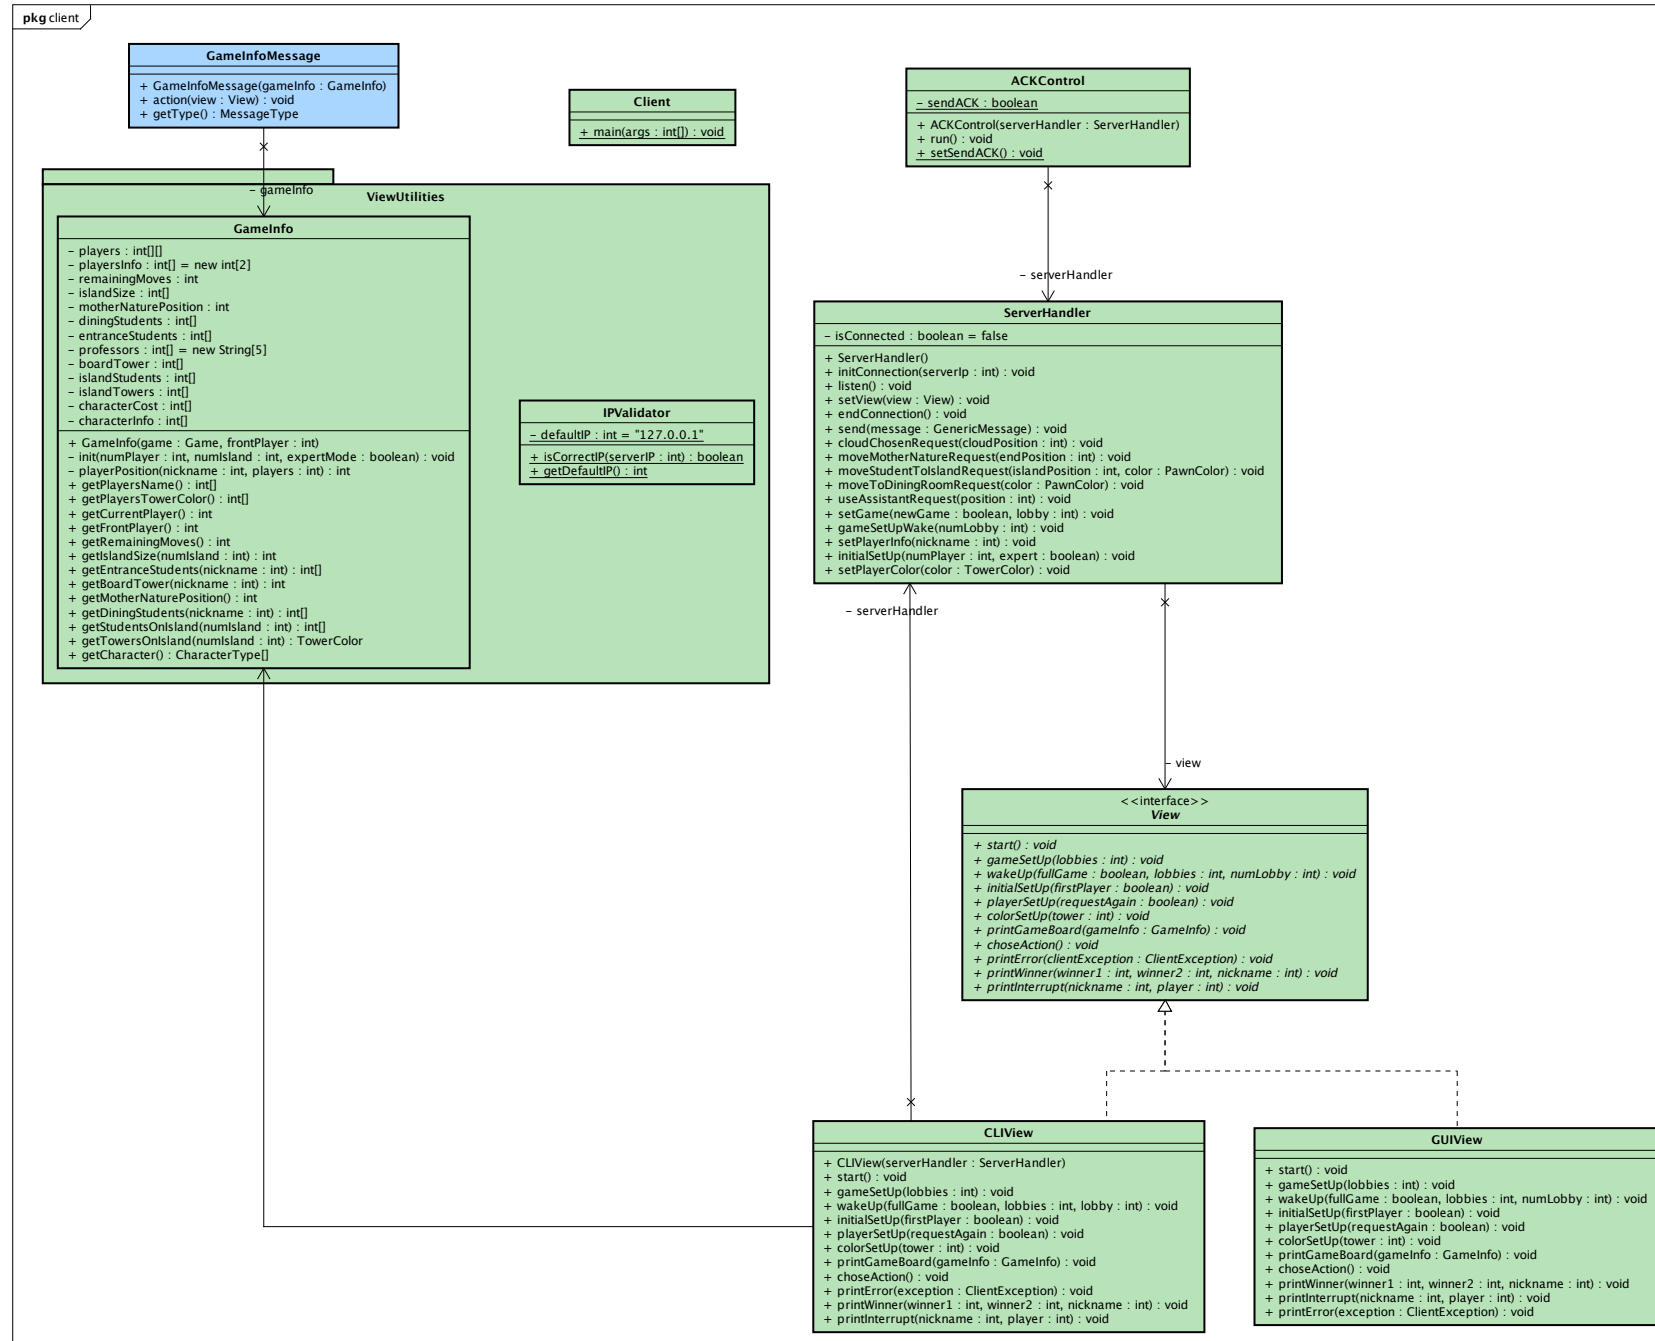 pkg client
GameInfoMessage
+ GameInfoMessage(gameInfo : GameInfo)
+ action(view : View) : void
+ getType() : MessageType
Client
+ main(args : int[]) : void
ACKControl
- sendACK : boolean
+ ACKControl(serverHandler : ServerHandler)
+ run() : void
+ setSendACK() : void
- gameInfo
ViewUtilities
GameInfo
- players : int[][]
- playersInfo : int[] = new int[2]
- remainingMoves : int
- islandSize : int[]
- motherNaturePosition : int
- diningStudents : int[]
- entranceStudents : int[]
- professors : int[] = new String[5]
- boardTower : int[]
- islandStudents : int[]
- islandTowers : int[]
- characterCost : int[]
- characterInfo : int[]
+ GameInfo(game : Game, frontPlayer : int)
- init(numPlayer : int, numIsland : int, expertMode : boolean) : void
- playerPosition(nickname : int, players : int) : int
+ getPlayersName() : int[]
+ getPlayersTowerColor() : int[]
+ getCurrentPlayer() : int
+ getFrontPlayer() : int
+ getRemainingMoves() : int
+ getIslandSize(numIsland : int) : int
+ getEntranceStudents(nickname : int) : int[]
+ getBoardTower(nickname : int) : int
+ getMotherNaturePosition() : int
+ getDiningStudents(nickname : int) : int[]
+ getStudentsOnIsland(numIsland : int) : int[]
+ getTowersOnIsland(numIsland : int) : TowerColor
+ getCharacter() : CharacterType[]
IPValidator
- defaultIP : int = "127.0.0.1"
+ isCorrectIP(serverIP : int) : boolean
+ getDefaultIP() : int
- serverHandler
ServerHandler
- isConnected : boolean = false
+ ServerHandler()
+ initConnection(serverIp : int) : void
+ listen() : void
+ setView(view : View) : void
+ endConnection() : void
+ send(message : GenericMessage) : void
+ cloudChosenRequest(cloudPosition : int) : void
+ moveMotherNatureRequest(endPosition : int) : void
+ moveStudentToIslandRequest(islandPosition : int, color : PawnColor) : void
+ moveToDiningRoomRequest(color : PawnColor) : void
+ useAssistantRequest(position : int) : void
+ setGame(newGame : boolean, lobby : int) : void
+ gameSetUpWake(numLobby : int) : void
+ setPlayerInfo(nickname : int) : void
+ initialSetUp(numPlayer : int, expert : boolean) : void
+ setPlayerColor(color : TowerColor) : void
- serverHandler
- view
<<interface>>
View
+ start() : void
+ gameSetUp(lobbies : int) : void
+ wakeUp(fullGame : boolean, lobbies : int, numLobby : int) : void
+ initialSetUp(firstPlayer : boolean) : void
+ playerSetUp(requestAgain : boolean) : void
+ colorSetUp(tower : int) : void
+ printGameBoard(gameInfo : GameInfo) : void
+ choseAction() : void
+ printError(clientException : ClientException) : void
+ printWinner(winner1 : int, winner2 : int, nickname : int) : void
+ printInterrupt(nickname : int, player : int) : void
CLIView
+ CLIView(serverHandler : ServerHandler)
+ start() : void
+ gameSetUp(lobbies : int) : void
+ wakeUp(fullGame : boolean, lobbies : int, lobby : int) : void
+ initialSetUp(firstPlayer : boolean) : void
+ playerSetUp(requestAgain : boolean) : void
+ colorSetUp(tower : int) : void
+ printGameBoard(gameInfo : GameInfo) : void
+ choseAction() : void
+ printError(exception : ClientException) : void
+ printWinner(winner1 : int, winner2 : int, nickname : int) : void
+ printInterrupt(nickname : int, player : int) : void
GUIView
+ start() : void
+ gameSetUp(lobbies : int) : void
+ wakeUp(fullGame : boolean, lobbies : int, numLobby : int) : void
+ initialSetUp(firstPlayer : boolean) : void
+ playerSetUp(requestAgain : boolean) : void
+ colorSetUp(tower : int) : void
+ printGameBoard(gameInfo : GameInfo) : void
+ choseAction() : void
+ printWinner(winner1 : int, winner2 : int, nickname : int) : void
+ printInterrupt(nickname : int, player : int) : void
+ printError(exception : ClientException) : void